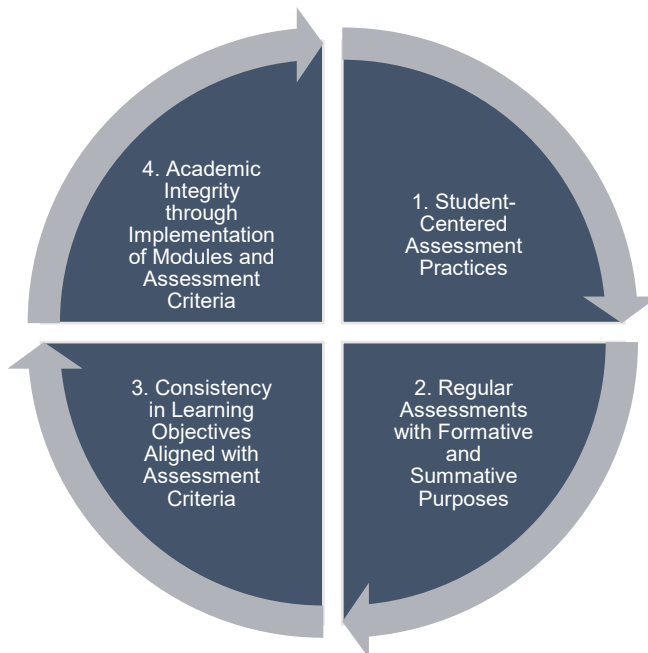 1. Student-
Centered
Assessment
Practices
2. Regular
Assessments
with Formative
and
Summative
Purposes
3. Consistency
in Learning
Objectives
Aligned with
Assessment
Criteria
4. Academic
Integrity
through
Implementation
of Modules and
Assessment
Criteria